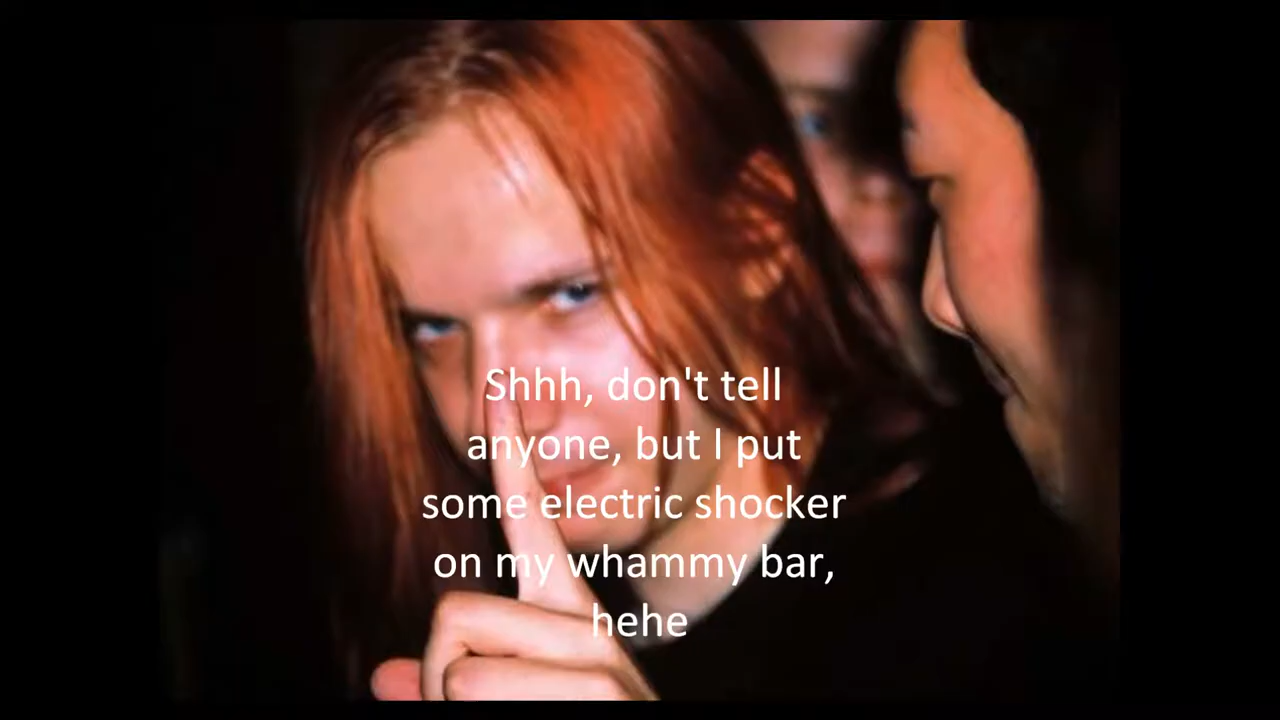 Shhh, don't tell
anyone, but I put
some electric shocker
on my whammy bar,
hehe